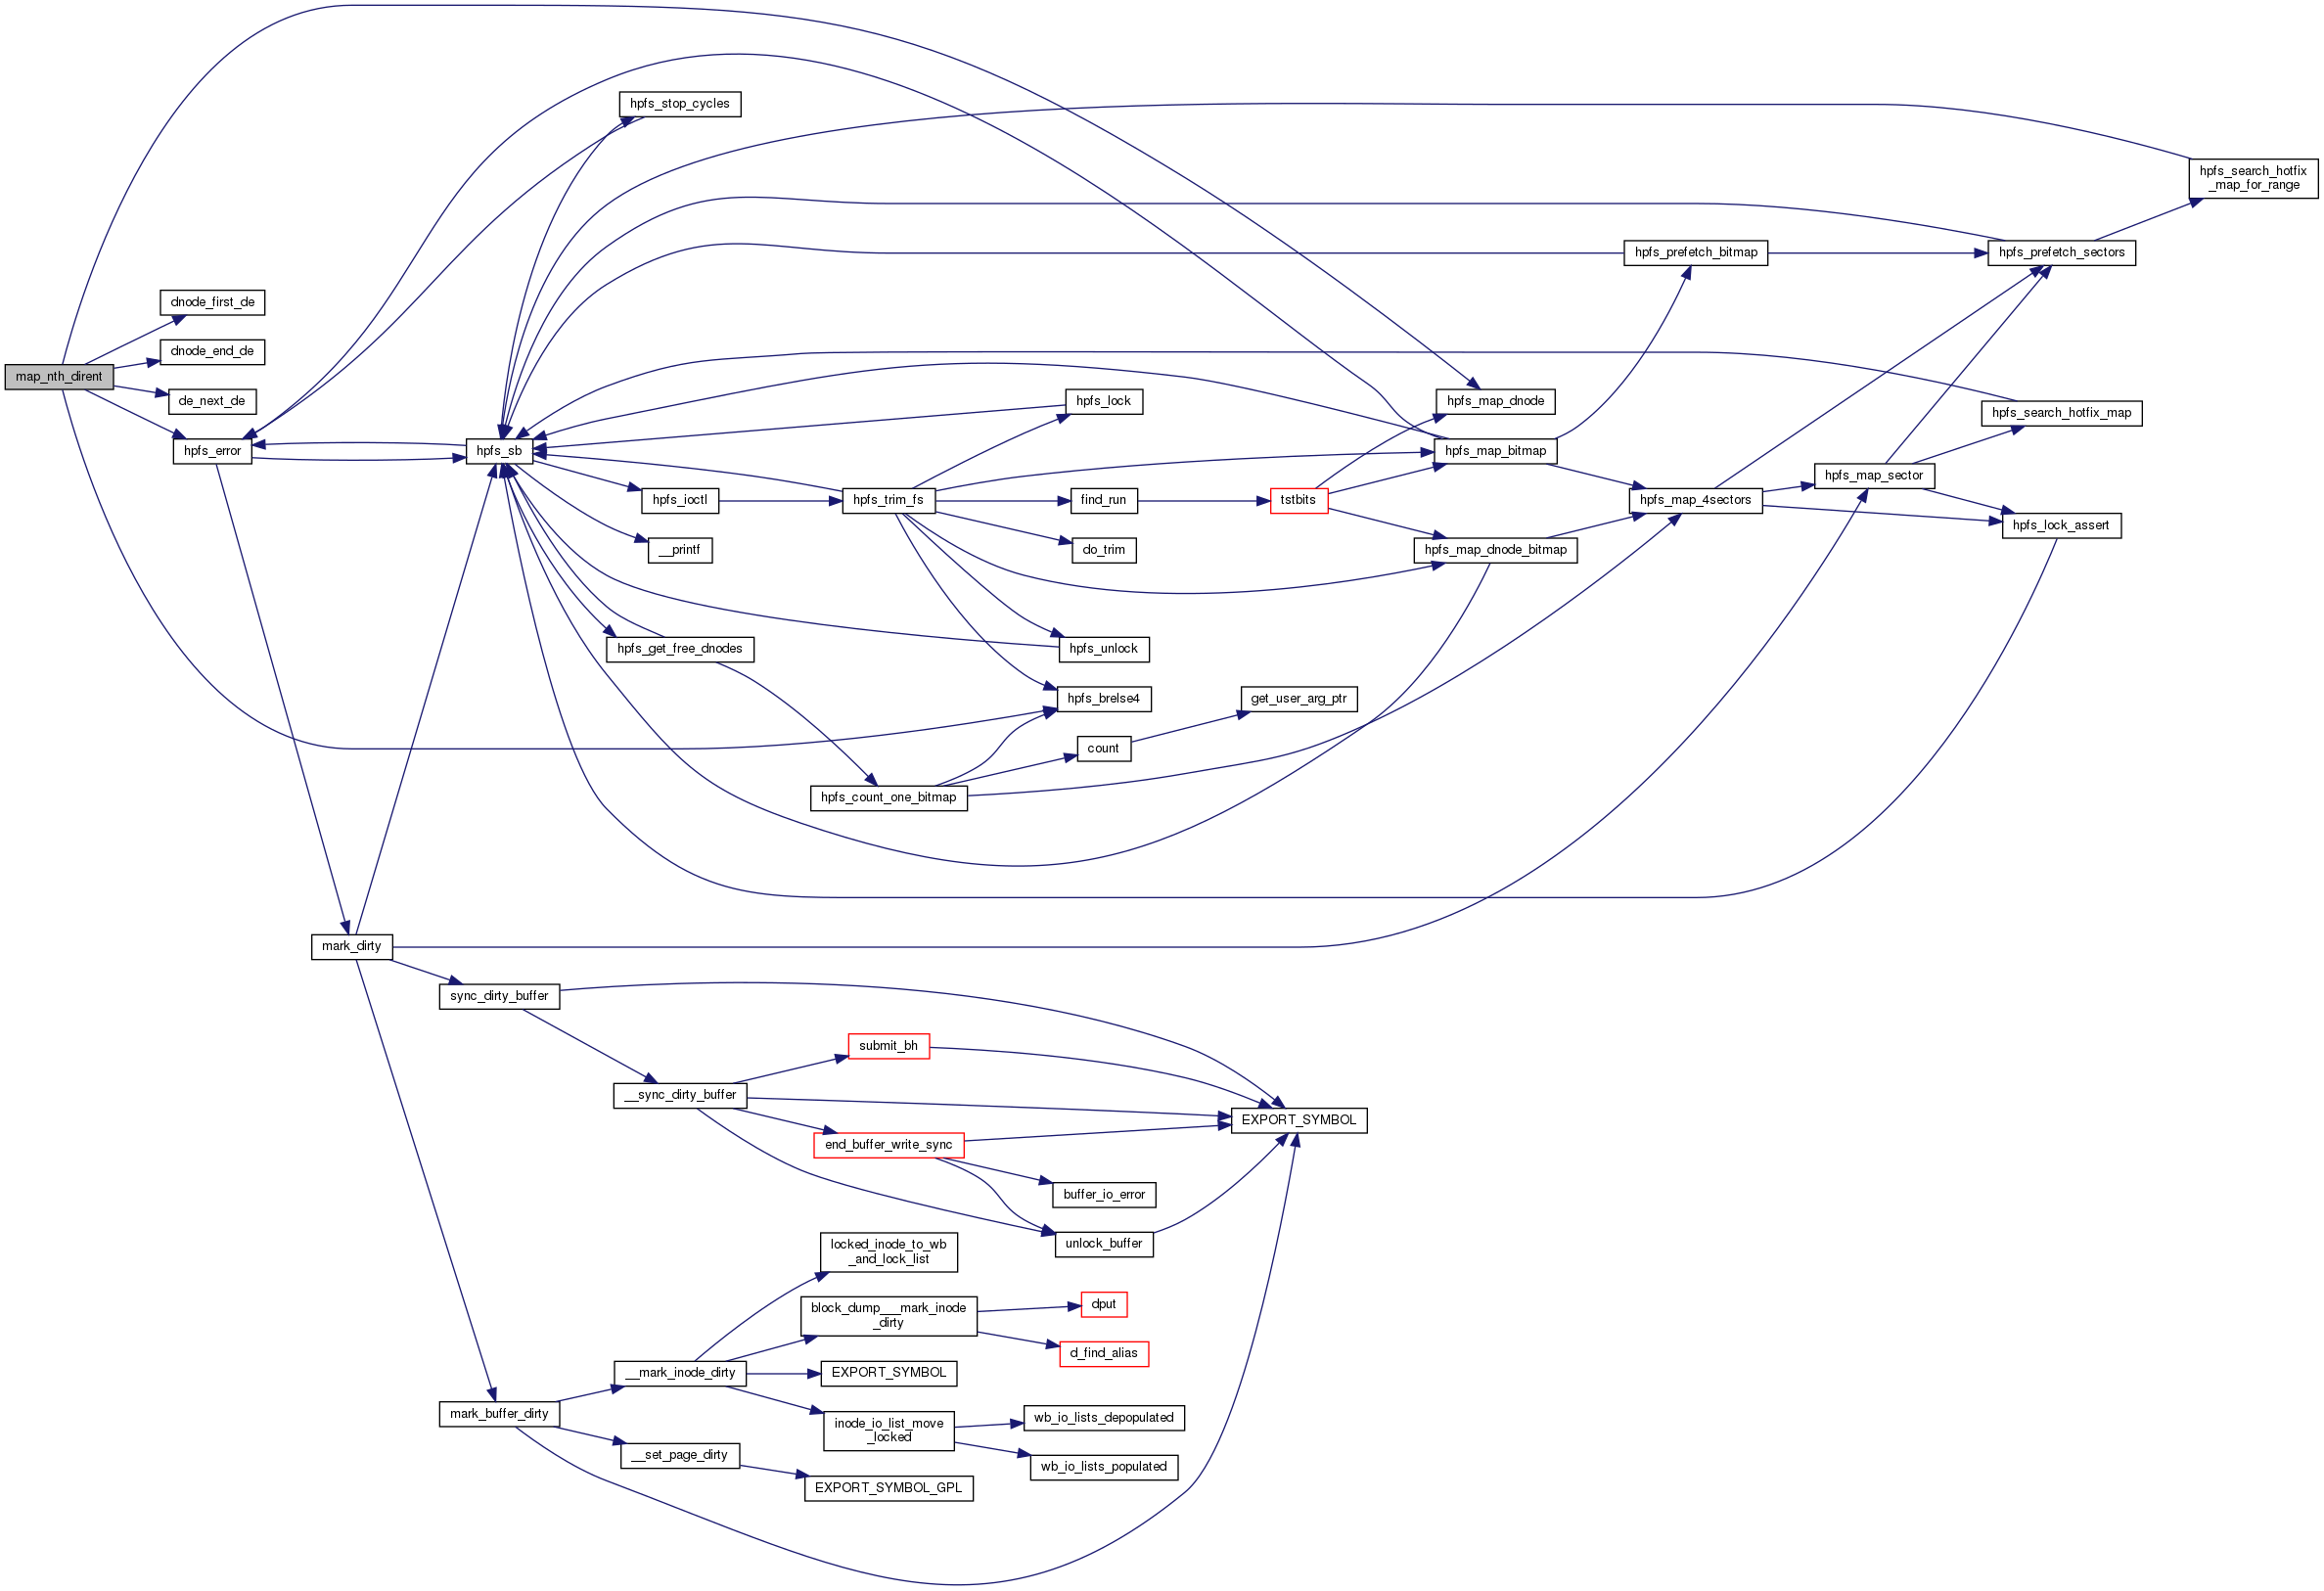 hpfs_stop_cycles
hpfs_search_hotfix
_map_for_range
hpfs_prefetch_bitmap
hpfs_prefetch_sectors
dnode_first_de
dnode_end_de
map_nth_dirent
de_next_de
hpfs_lock
hpfs_map_dnode
hpfs_search_hotfix_map
hpfs_error
hpfs_sb
hpfs_map_bitmap
hpfs_map_sector
hpfs_ioctl
hpfs_trim_fs
find_run
tstbits
hpfs_map_4sectors
hpfs_lock_assert
__printf
do_trim
hpfs_map_dnode_bitmap
hpfs_get_free_dnodes
hpfs_unlock
hpfs_brelse4
get_user_arg_ptr
count
hpfs_count_one_bitmap
mark_dirty
sync_dirty_buffer
submit_bh
__sync_dirty_buffer
EXPORT_SYMBOL
end_buffer_write_sync
buffer_io_error
unlock_buffer
locked_inode_to_wb
_and_lock_list
block_dump___mark_inode
_dirty
dput
d_find_alias
__mark_inode_dirty
EXPORT_SYMBOL
mark_buffer_dirty
inode_io_list_move
_locked
wb_io_lists_depopulated
__set_page_dirty
wb_io_lists_populated
EXPORT_SYMBOL_GPL